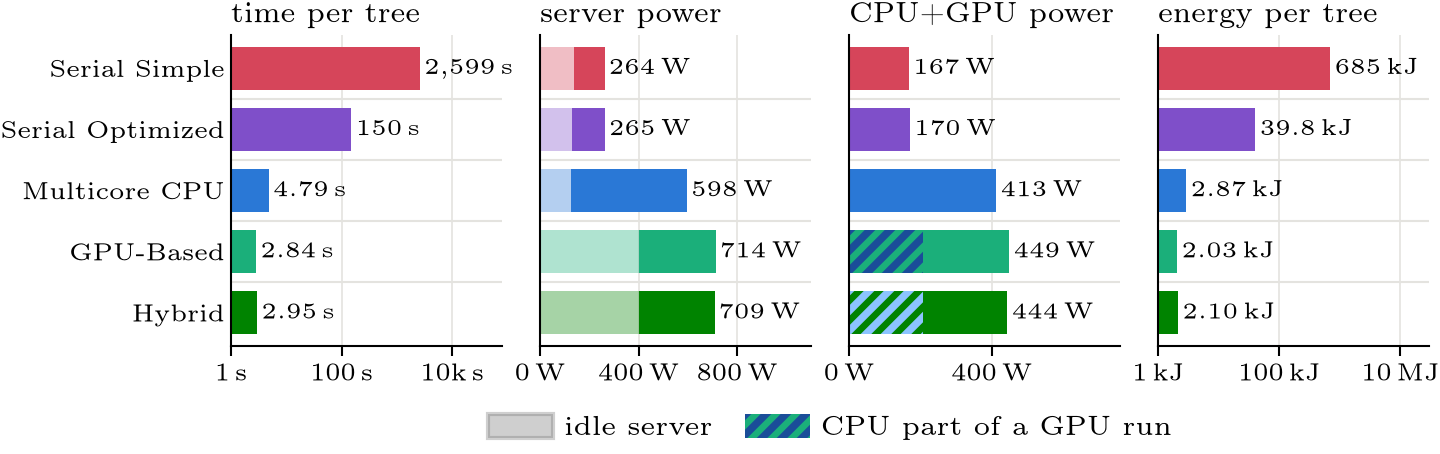 time per tree server power CPU+GPU power energy per tree
Serial Simple 2,599 s 264 W 167 W 685 kJ
Serial Optimized 150 s 265 W 170 W 39.8 kJ
Multicore CPU 4.79 s 598 W 413 W 2.87 kJ
GPU-Based 2.84 s 714 W 449 W 2.03 kJ
Hybrid 2.95 s 709 W 444 W 2.10 kJ
1 s 100 s 10k s 0 W 400 W 800 W 0 W 400 W 1 kJ 100 kJ 10 MJ
idle server CPU part of a GPU run